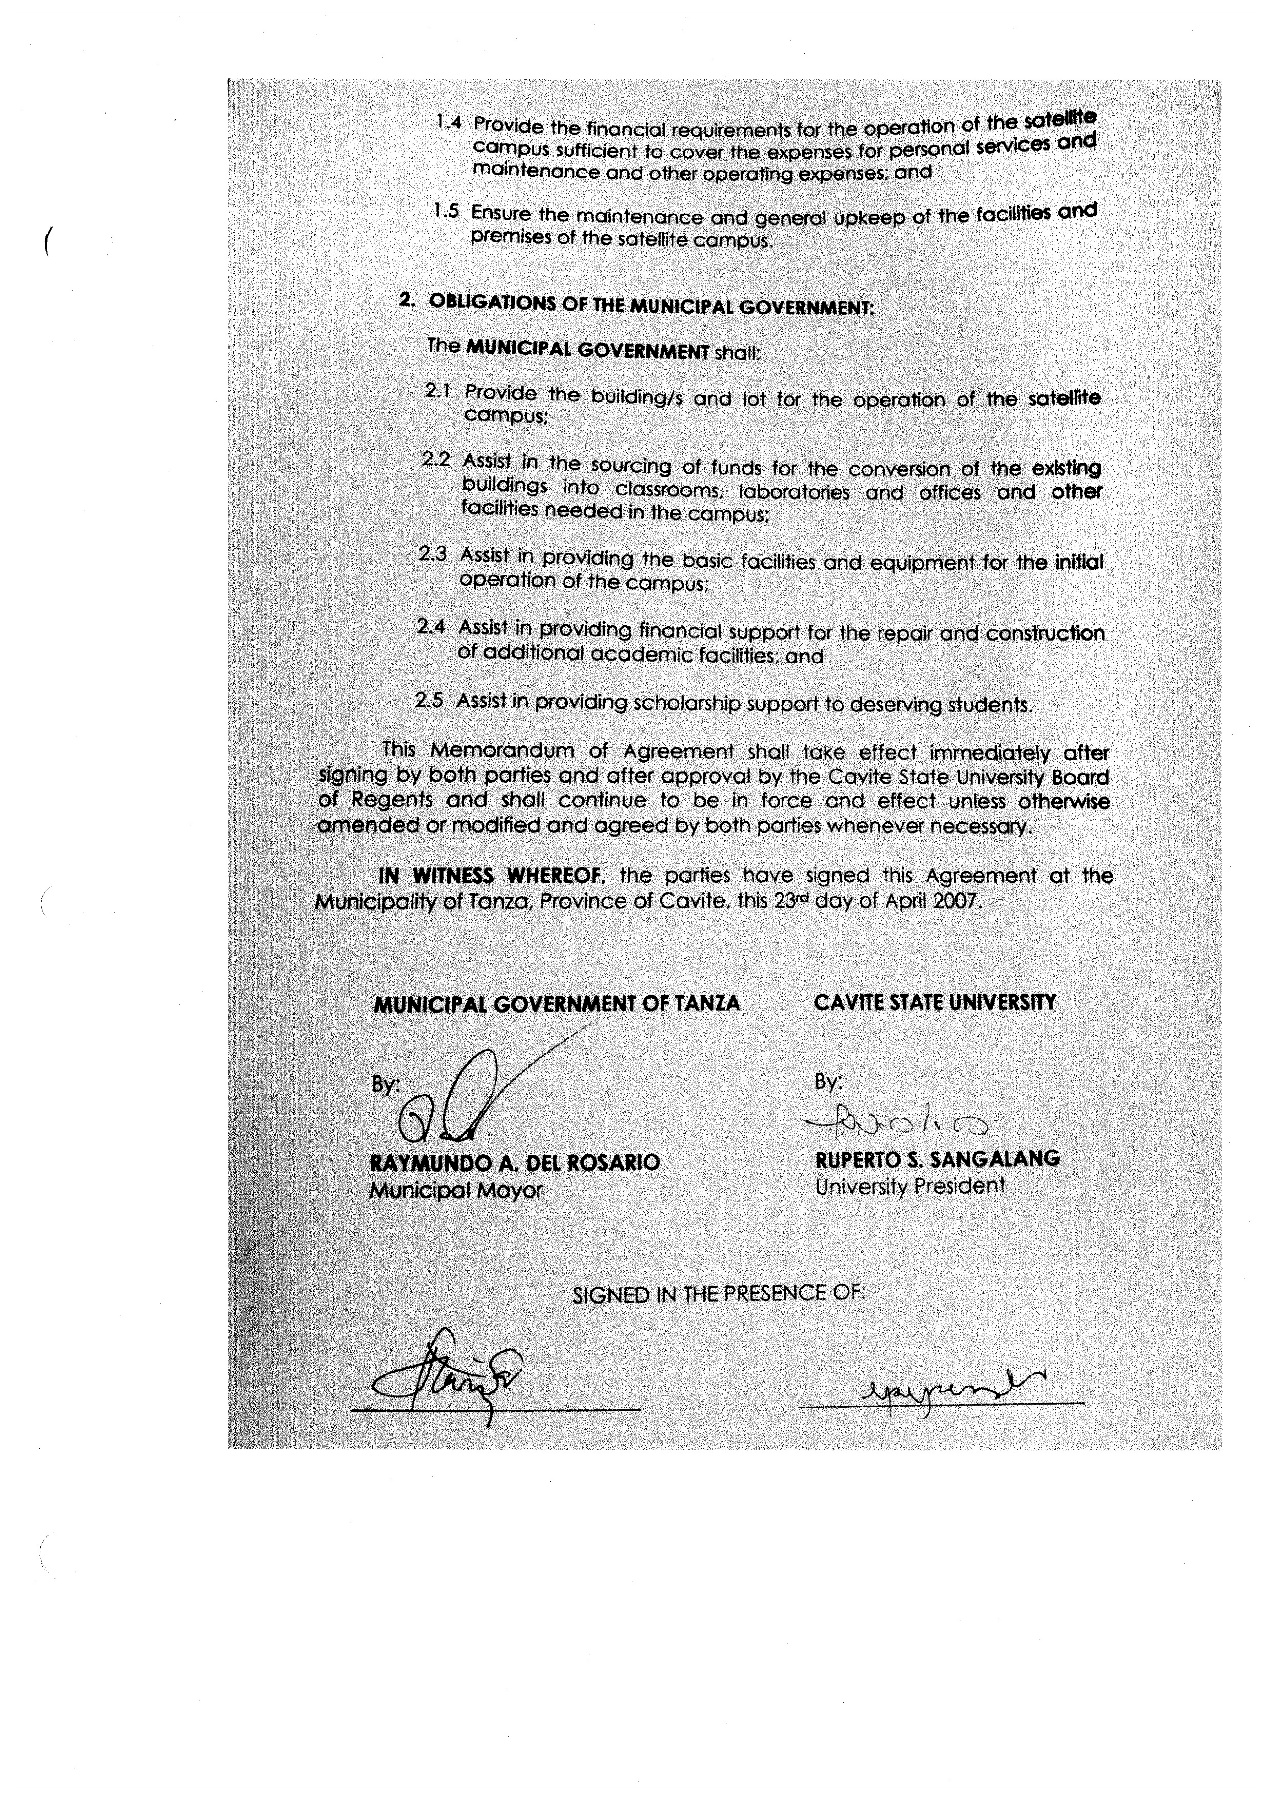 1.4 Provide the financial requirements for the operation of the satellite
campus sufficient to cover the expenses for personal services and
maintenance and other operating expenses; and
1.5 Ensure the maintenance and general upkeep of the facilities and
premises of the satellite campus.
2. OBLIGATIONS OF THE MUNICIPAL GOVERNMENT:
The MUNICIPAL GOVERNMENT shall:
2.1 Provide the building/s and lot for the operation of the satellite
campus;
2.2 Assist in the sourcing of funds for the conversion of the existing
buildings into classrooms, laboratories and offices and other
facilities needed in the campus;
2.3 Assist in providing the basic facilities and equipment for the initial
operation of the campus;
2.4 Assist in providing financial support for the repair and construction
of additional academic facilities; and
2.5 Assist in providing scholarship support to deserving students.
This Memorandum of Agreement shall take effect immediately after
signing by both parties and after approval by the Cavite State University Board
of Regents and shall continue to be in force and effect unless otherwise
amended or modified and agreed by both parties whenever necessary.
IN WITNESS WHEREOF, the parties have signed this Agreement at the
Municipality of Tanza, Province of Cavite, this 23rd day of April 2007.
MUNICIPAL GOVERNMENT OF TANZA CAVITE STATE UNIVERSITY
By: By:
RAYMUNDO A. DEL ROSARIO RUPERTO S. SANGALANG
Municipal Mayor University President
SIGNED IN THE PRESENCE OF: